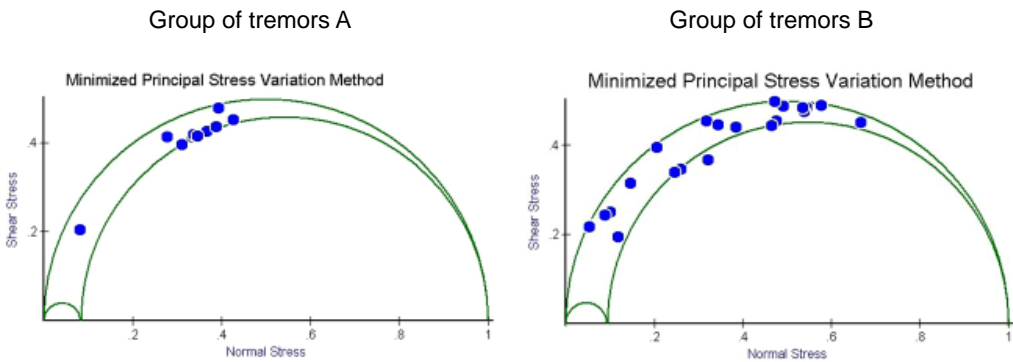 Group of tremors A
Minimized Principal Stress Variation Method
Shear Stress
.4
.2
.2
.4
.6
.8
1
Normal Stress
Group of tremors B
Minimized Principal Stress Variation Method
Shear Stress
.4
.2
.2
.4
.6
.8
1
Normal Stress